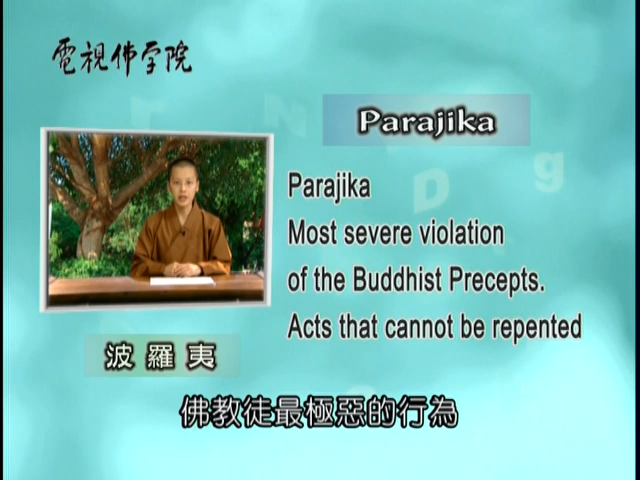 電視佛学院
Parajika
Parajika
Most severe violation
of the Buddhist Precepts.
Acts that cannot be repented
波羅夷
佛教徒最極惡的行為